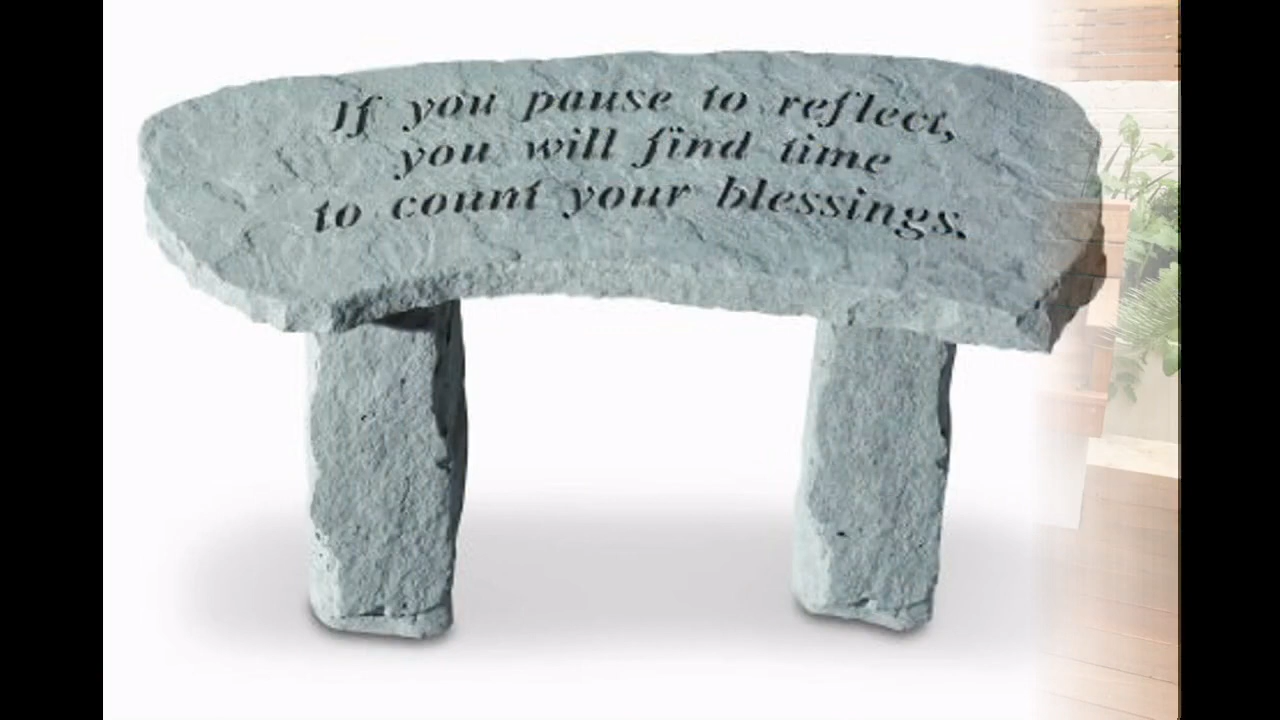 If you pause to reflect,
you will find time
to count your blessings.